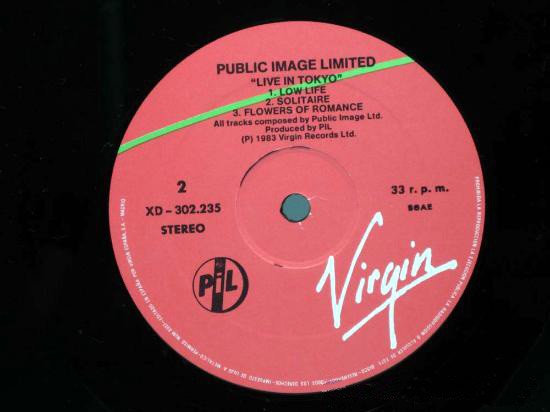 PUBLIC IMAGE LIMITED
"LIVE IN TOKYO"
1. LOW LIFE
2. SOLITAIRE
3. FLOWERS OF ROMANCE
All tracks composed by Public Image Ltd.
Produced by PIL
(P) 1983 Virgin Records Ltd.
2
33 r. p. m.
XD-302.235
SGAE
STEREO
PiL
Virgin